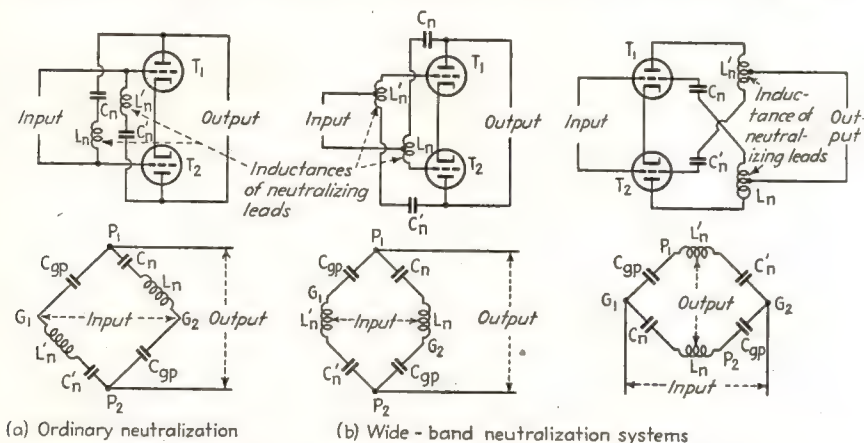 T₁
Cₙ
L'ₙ
Input
Output
Lₙ
C'ₙ
T₂
Cₙ
T₁
L'ₙ
Input
Output
Lₙ
T₂
C'ₙ
Inductances
of neutralizing
leads
T₁
L'ₙ
Cₙ
Input
Induc-
tance of
neutral-
izing
leads
Out-
put
C'ₙ
T₂
Lₙ
P₁
Cgp
Cₙ
Lₙ
G₁
Input
G₂
Output
L'ₙ
C'ₙ
Cgp
P₂
P₁
Cgp
Cₙ
G₁
L'ₙ
Input
Lₙ
Output
G₂
C'ₙ
Cgp
P₂
L'ₙ
P₁
Cgp
C'ₙ
Output
G₁
G₂
Cₙ
Cgp
Lₙ
P₂
Input
(a) Ordinary neutralization
(b) Wide-band neutralization systems